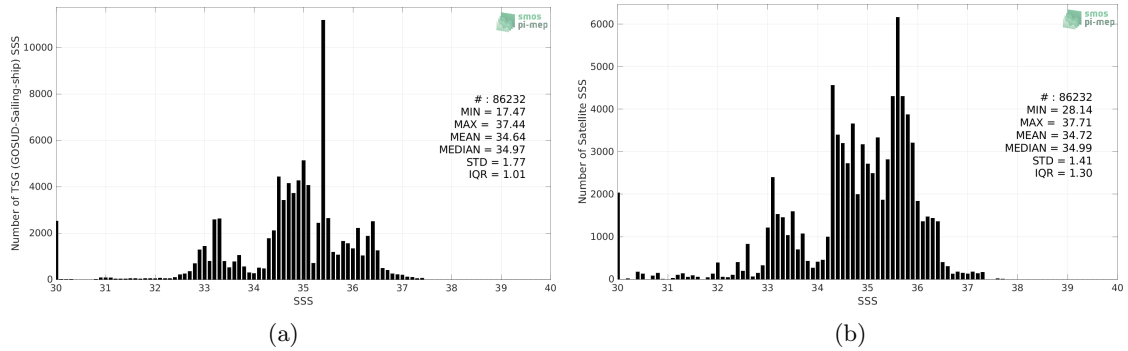 smos
pi-mep
Number of TSG (GOSUD-Sailing-ship) SSS
10000
8000
6000
4000
2000
0
# : 86232
MIN = 17.47
MAX = 37.44
MEAN = 34.64
MEDIAN = 34.97
STD = 1.77
IQR = 1.01
30 31 32 33 34 35 36 37 38 39 40
SSS
(a)
smos
pi-mep
Number of Satellite SSS
6000
5000
4000
3000
2000
1000
0
# : 86232
MIN = 28.14
MAX = 37.71
MEAN = 34.72
MEDIAN = 34.99
STD = 1.41
IQR = 1.30
30 31 32 33 34 35 36 37 38 39 40
SSS
(b)